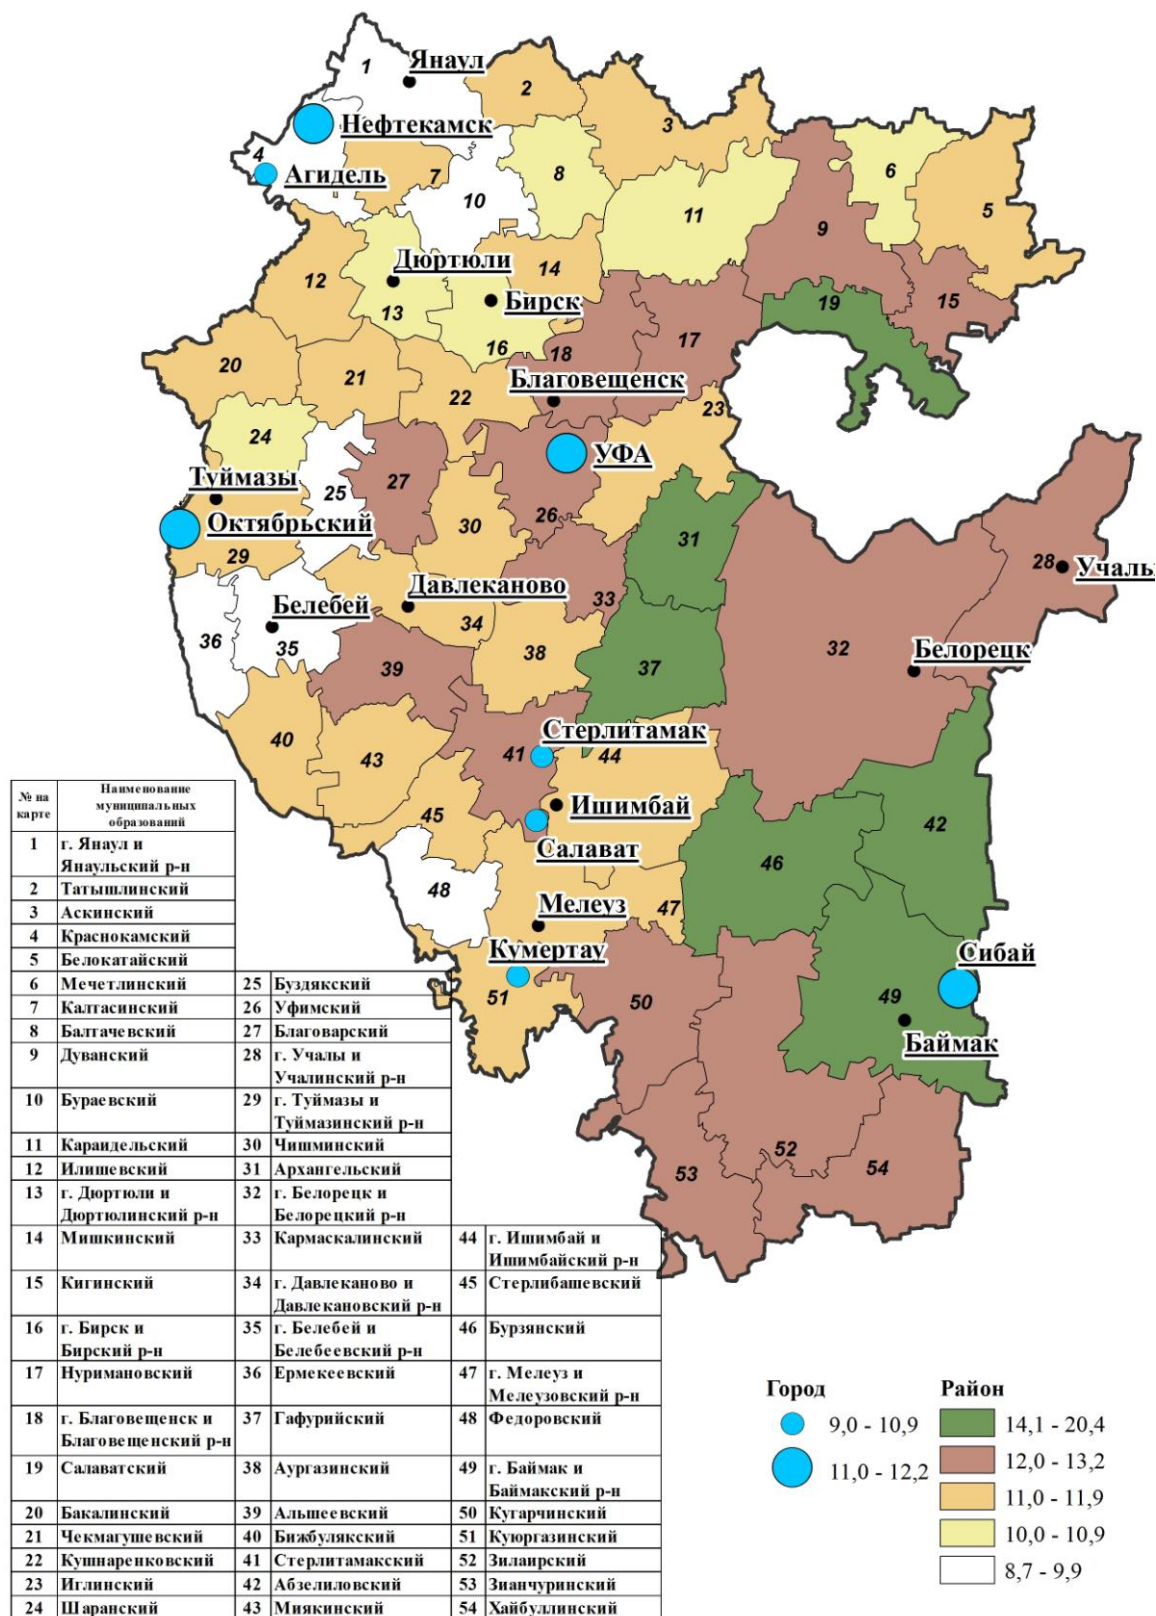 1
Янаул
2
3
Нефтекамск
4
Агидель
7
8
6
5
10
11
9
Дюртюли
14
12
13
Бирск
19
15
16
18
17
20
21
22
Благовещенск
23
24
УФА
Туймазы
25
27
26
Октябрьский
30
31
29
28
Учалы
Давлеканово
33
Белебей
34
36
35
38
32
37
Белорецк
39
40
Стерлитамак
43
41
44
45
Ишимбай
42
Салават
46
48
Мелеуз
47
Кумертау
Сибай
51
50
49
Баймак
52
53
54
№ на карте
Наименование муниципальных образований
1 г. Янаул и
Янаульский р-н
2 Татышлинский
3 Аскинский
4 Краснокамский
5 Белокатайский
6 Мечетлинский
7 Калтасинский
8 Балтачевский
9 Дуванский
10 Бураевский
11 Караидельский
12 Илишевский
13 г. Дюртюли и
Дюртюлинский р-н
14 Мишкинский
15 Кигинский
16 г. Бирск и
Бирский р-н
17 Нуримановский
18 г. Благовещенск и
Благовещенский р-н
19 Салаватский
20 Бакалинский
21 Чекмагушевский
22 Кушнаренковский
23 Иглинский
24 Шаранский
25 Буздякский
26 Уфимский
27 Благоварский
28 г. Учалы и
Учалинский р-н
29 г. Туймазы и
Туймазинский р-н
30 Чишминский
31 Архангельский
32 г. Белорецк и
Белорецкий р-н
33 Кармаскалинский
34 г. Давлеканово и
Давлекановский р-н
35 г. Белебей и
Белебеевский р-н
36 Ермекеевский
37 Гафурийский
38 Аургазинский
39 Альшеевский
40 Бижбулякский
41 Стерлитамакский
42 Абзелиловский
43 Миякинский
44 г. Ишимбай и
Ишимбайский р-н
45 Стерлибашевский
46 Бурзянский
47 г. Мелеуз и
Мелеузовский р-н
48 Федоровский
49 г. Баймак и
Баймакский р-н
50 Кугарчинский
51 Куюргазинский
52 Зилаирский
53 Зианчуринский
54 Хайбуллинский
Город
9,0 - 10,9
11,0 - 12,2
Район
14,1 - 20,4
12,0 - 13,2
11,0 - 11,9
10,0 - 10,9
8,7 - 9,9